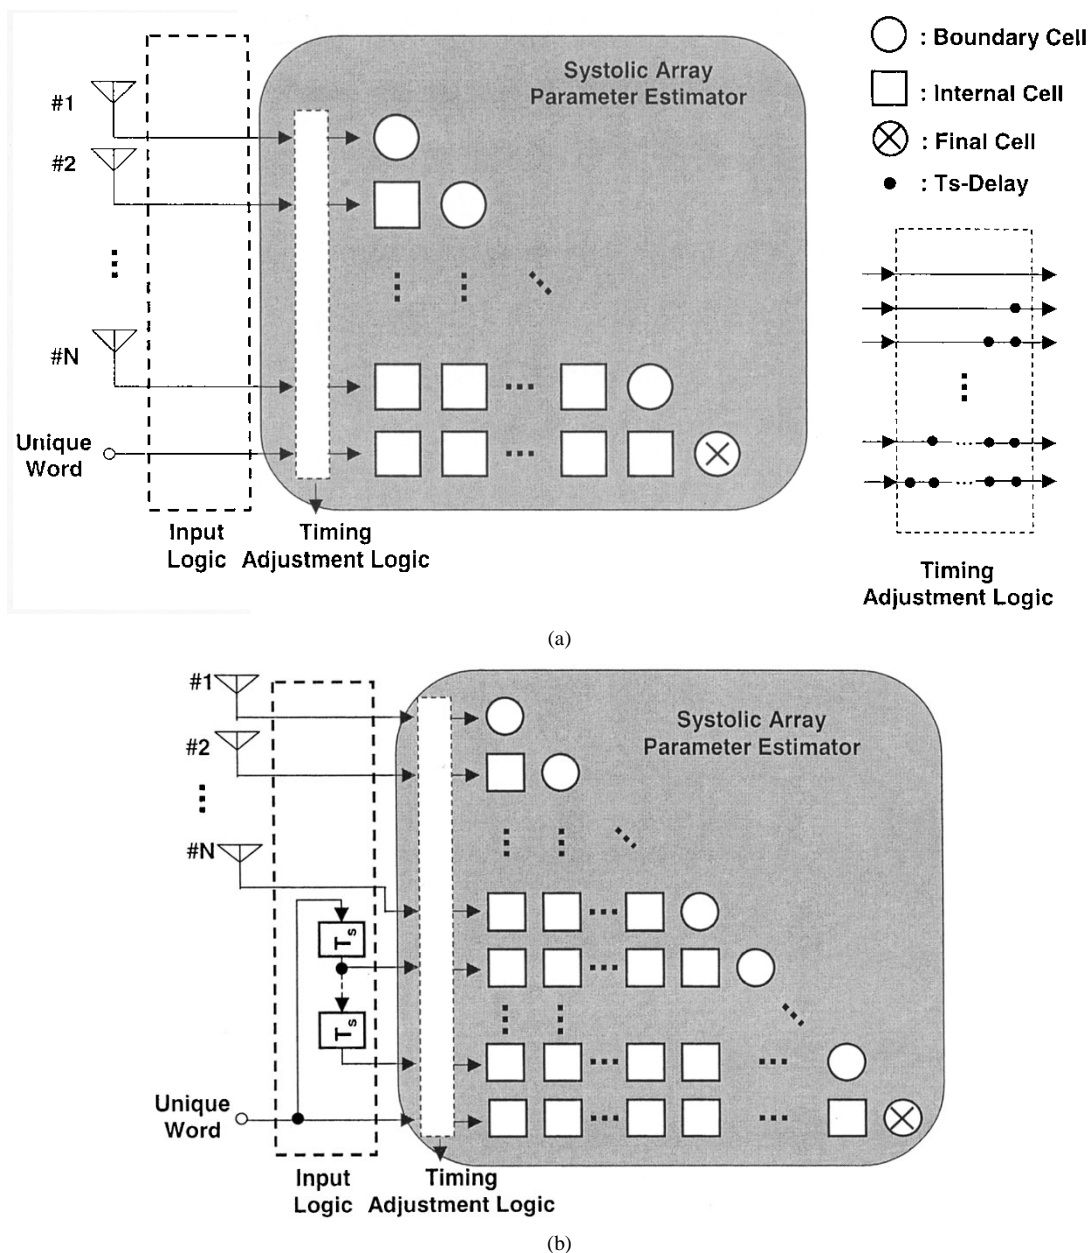 Systolic Array
Parameter Estimator
#1
#2
#N
Unique
Word
Input
Logic
Timing
Adjustment Logic
: Boundary Cell
: Internal Cell
: Final Cell
: Ts-Delay
Timing
Adjustment Logic
(a)
#1
#2
#N
Systolic Array
Parameter Estimator
Ts
Ts
Unique
Word
Input
Logic
Timing
Adjustment Logic
(b)